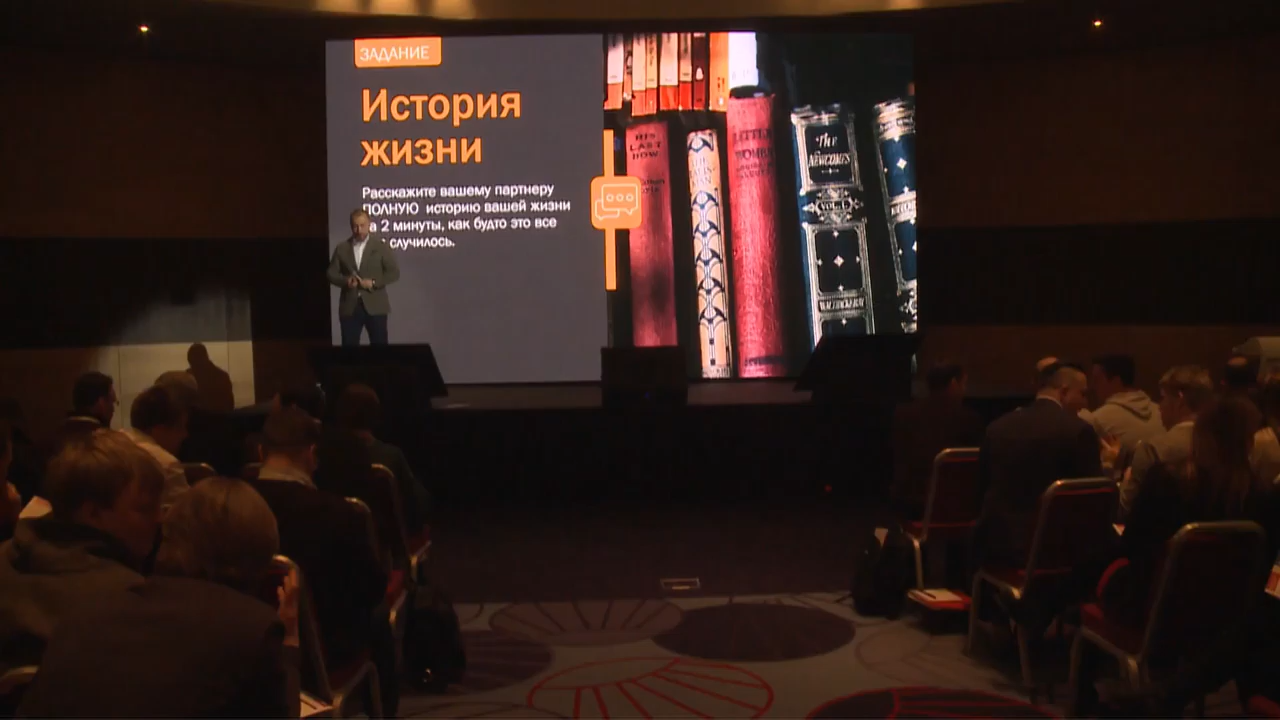 ЗАДАНИЕ
История
жизни
Расскажите вашему партнеру
ПОЛНУЮ историю вашей жизни
2 минуты, как будто это все
случилось.
HIS
LAST
BOW
The
NEWCOMES
VOL. I.